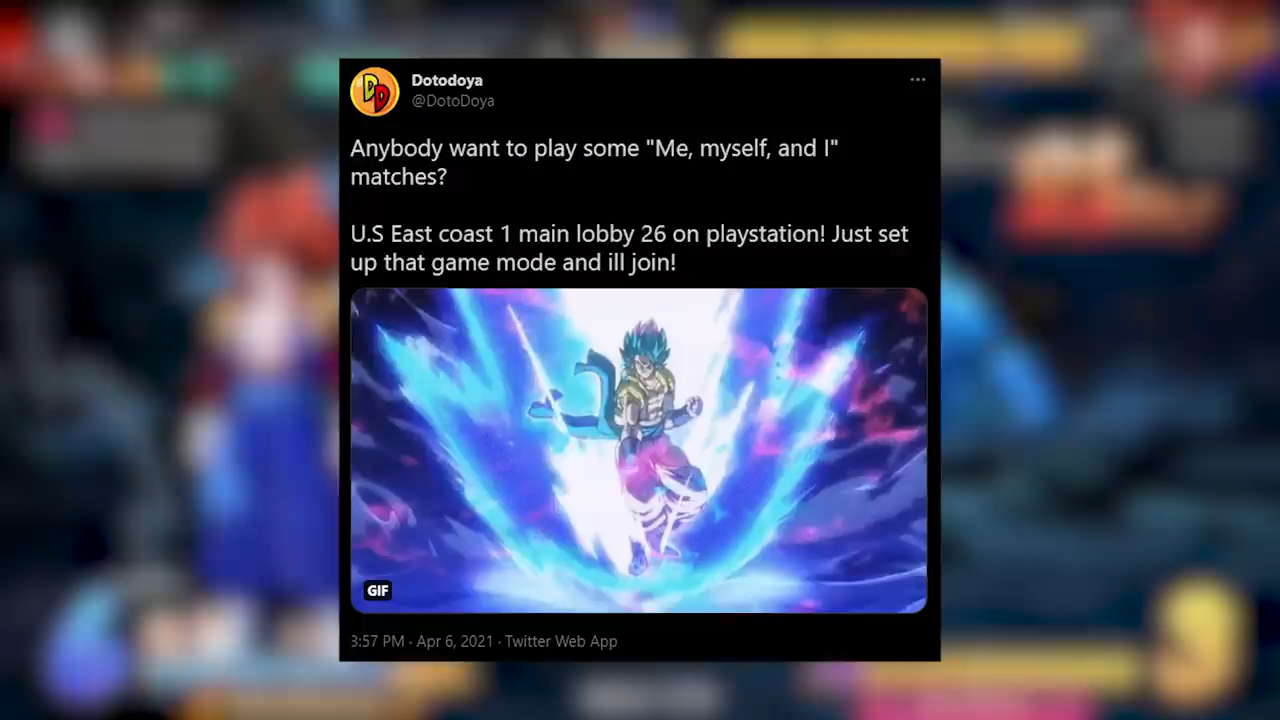 Dotodoya
@DotoDoya
Anybody want to play some "Me, myself, and I"
matches?
U.S East coast 1 main lobby 26 on playstation! Just set
up that game mode and ill join!
GIF
3:57 PM · Apr 6, 2021 · Twitter Web App